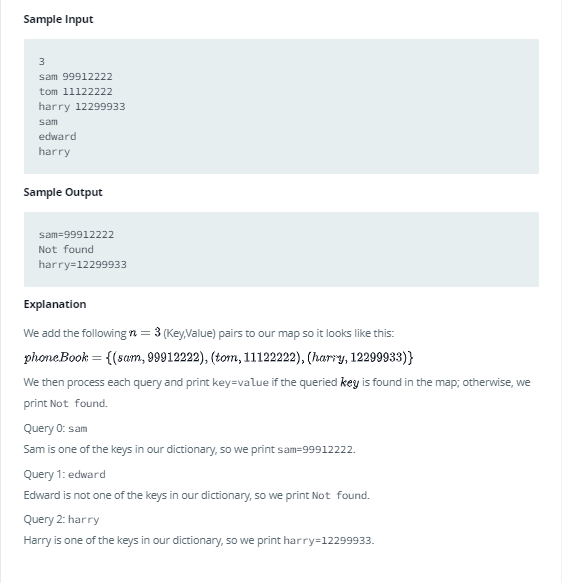 Sample Input
3
sam 99912222
tom 11122222
harry 12299933
sam
edward
harry
Sample Output
sam=99912222
Not found
harry=12299933
Explanation
We add the following n = 3 (Key,Value) pairs to our map so it looks like this:
phoneBook = {(sam, 99912222), (tom, 11122222), (harry, 12299933)}
We then process each query and print key=value if the queried key is found in the map; otherwise, we
print Not found.
Query 0: sam
Sam is one of the keys in our dictionary, so we print sam=99912222.
Query 1: edward
Edward is not one of the keys in our dictionary, so we print Not found.
Query 2: harry
Harry is one of the keys in our dictionary, so we print harry=12299933.